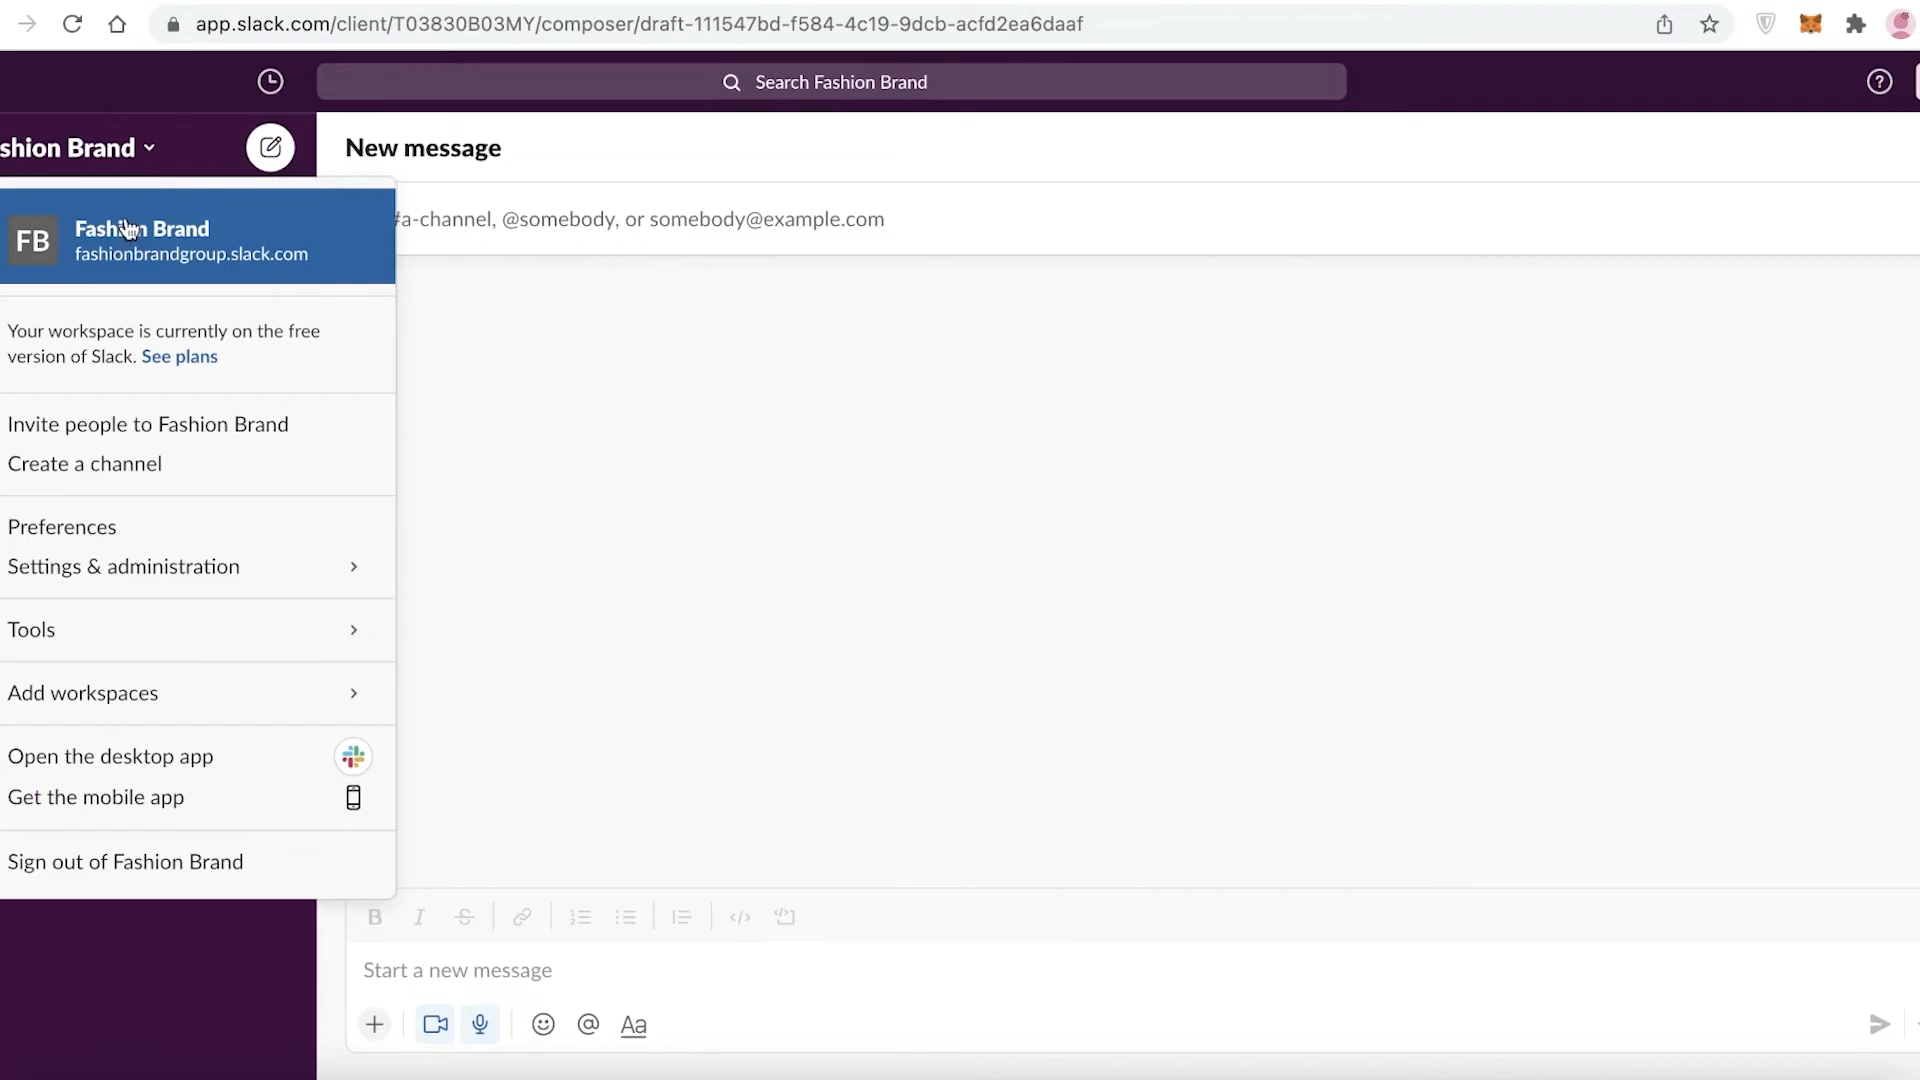 app.slack.com/client/T03830B03MY/composer/draft-111547bd-f584-4c19-9dcb-acfd2ea6daaf
Search Fashion Brand
shion Brand
New message
FB
Fashion Brand
fashionbrandgroup.slack.com
#a-channel, @somebody, or somebody@example.com
Your workspace is currently on the free
version of Slack. See plans
Invite people to Fashion Brand
Create a channel
Preferences
Settings & administration
Tools
Add workspaces
Open the desktop app
Get the mobile app
Sign out of Fashion Brand
B I S
Start a new message
@ Aa